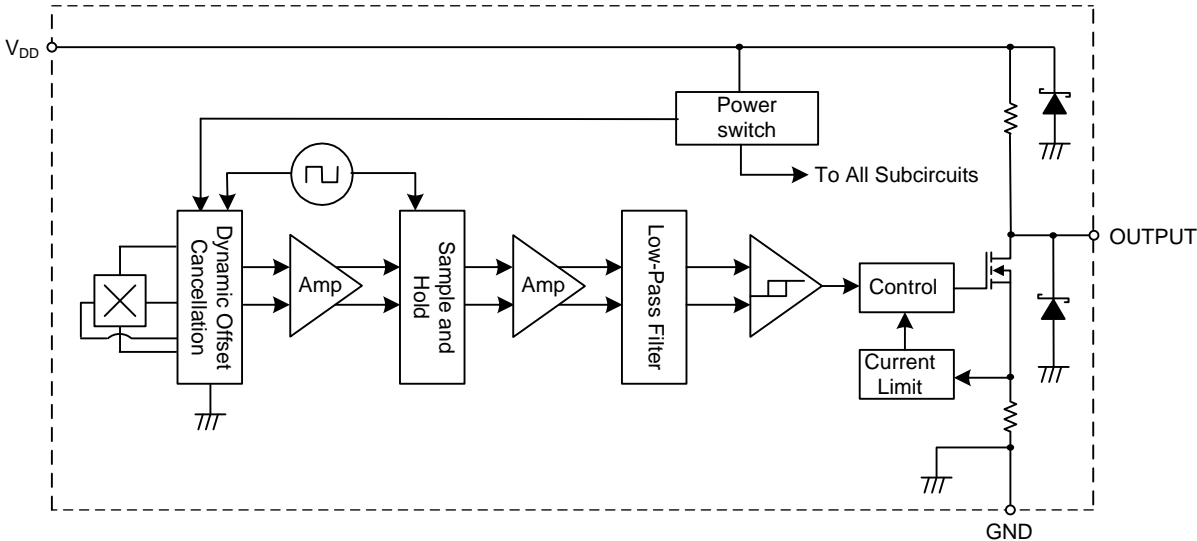 V_DD
Power
switch
To All Subcircuits
Dynamic Offset
Cancellation
Amp
Sample and
Hold
Amp
Low-Pass Filter
Control
Current
Limit
OUTPUT
GND